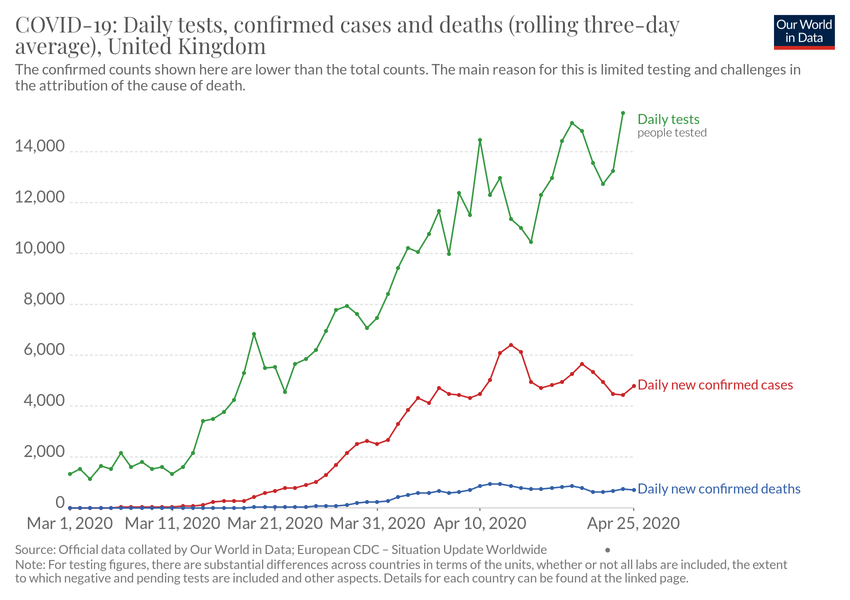 COVID-19: Daily tests, confirmed cases and deaths (rolling three-day
average), United Kingdom
Our World
in Data
The confirmed counts shown here are lower than the total counts. The main reason for this is limited testing and challenges in
the attribution of the cause of death.
14,000
12,000
10,000
8,000
6,000
4,000
2,000
0
Daily tests
people tested
Daily new confirmed cases
Daily new confirmed deaths
Mar 1, 2020 Mar 11, 2020 Mar 21, 2020 Mar 31, 2020 Apr 10, 2020 Apr 25, 2020
Source: Official data collated by Our World in Data; European CDC – Situation Update Worldwide •
Note: For testing figures, there are substantial differences across countries in terms of the units, whether or not all labs are included, the extent
to which negative and pending tests are included and other aspects. Details for each country can be found at the linked page.